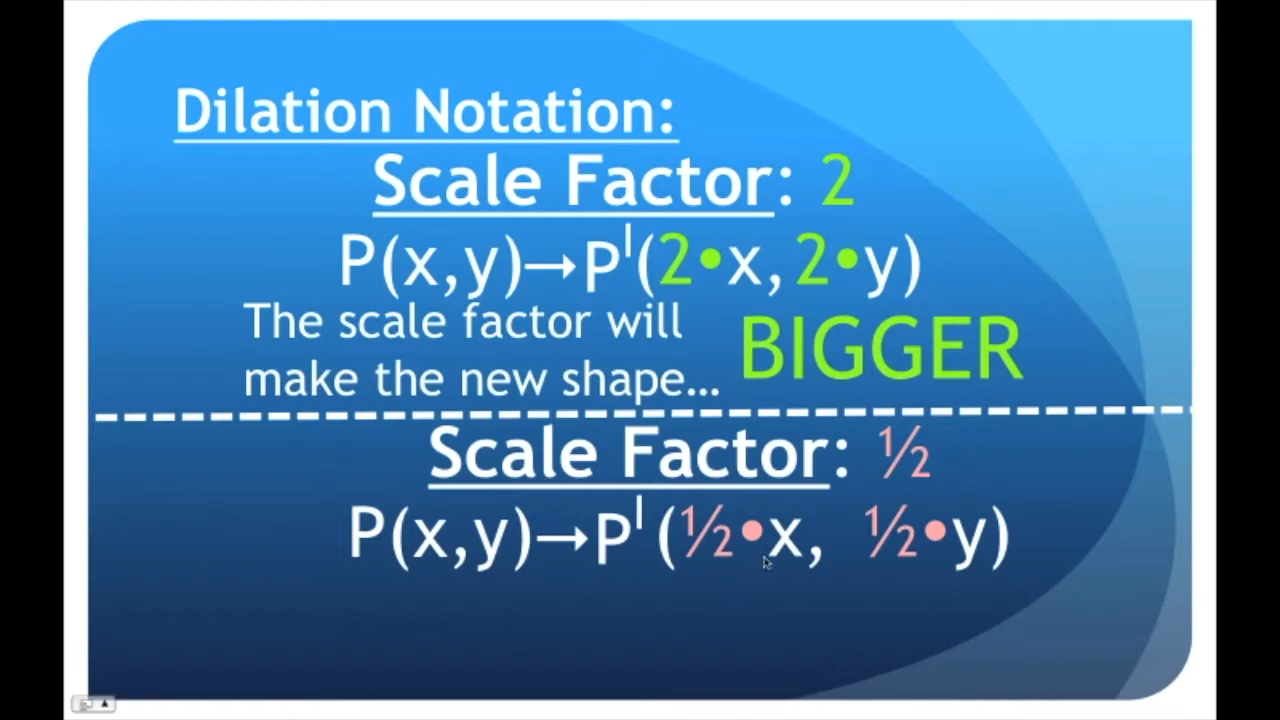 Dilation Notation:
Scale Factor: 2
P(x,y)→P'(2•x, 2•y)
The scale factor will
make the new shape… BIGGER
Scale Factor: ½
P(x,y)→P'(½•x, ½•y)